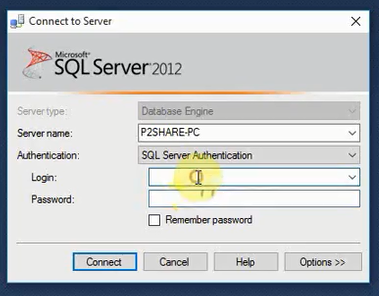 Connect to Server
Microsoft
SQL Server 2012
Server type: Database Engine
Server name: P2SHARE-PC
Authentication: SQL Server Authentication
Login:
Password:
Remember password
Connect Cancel Help Options >>